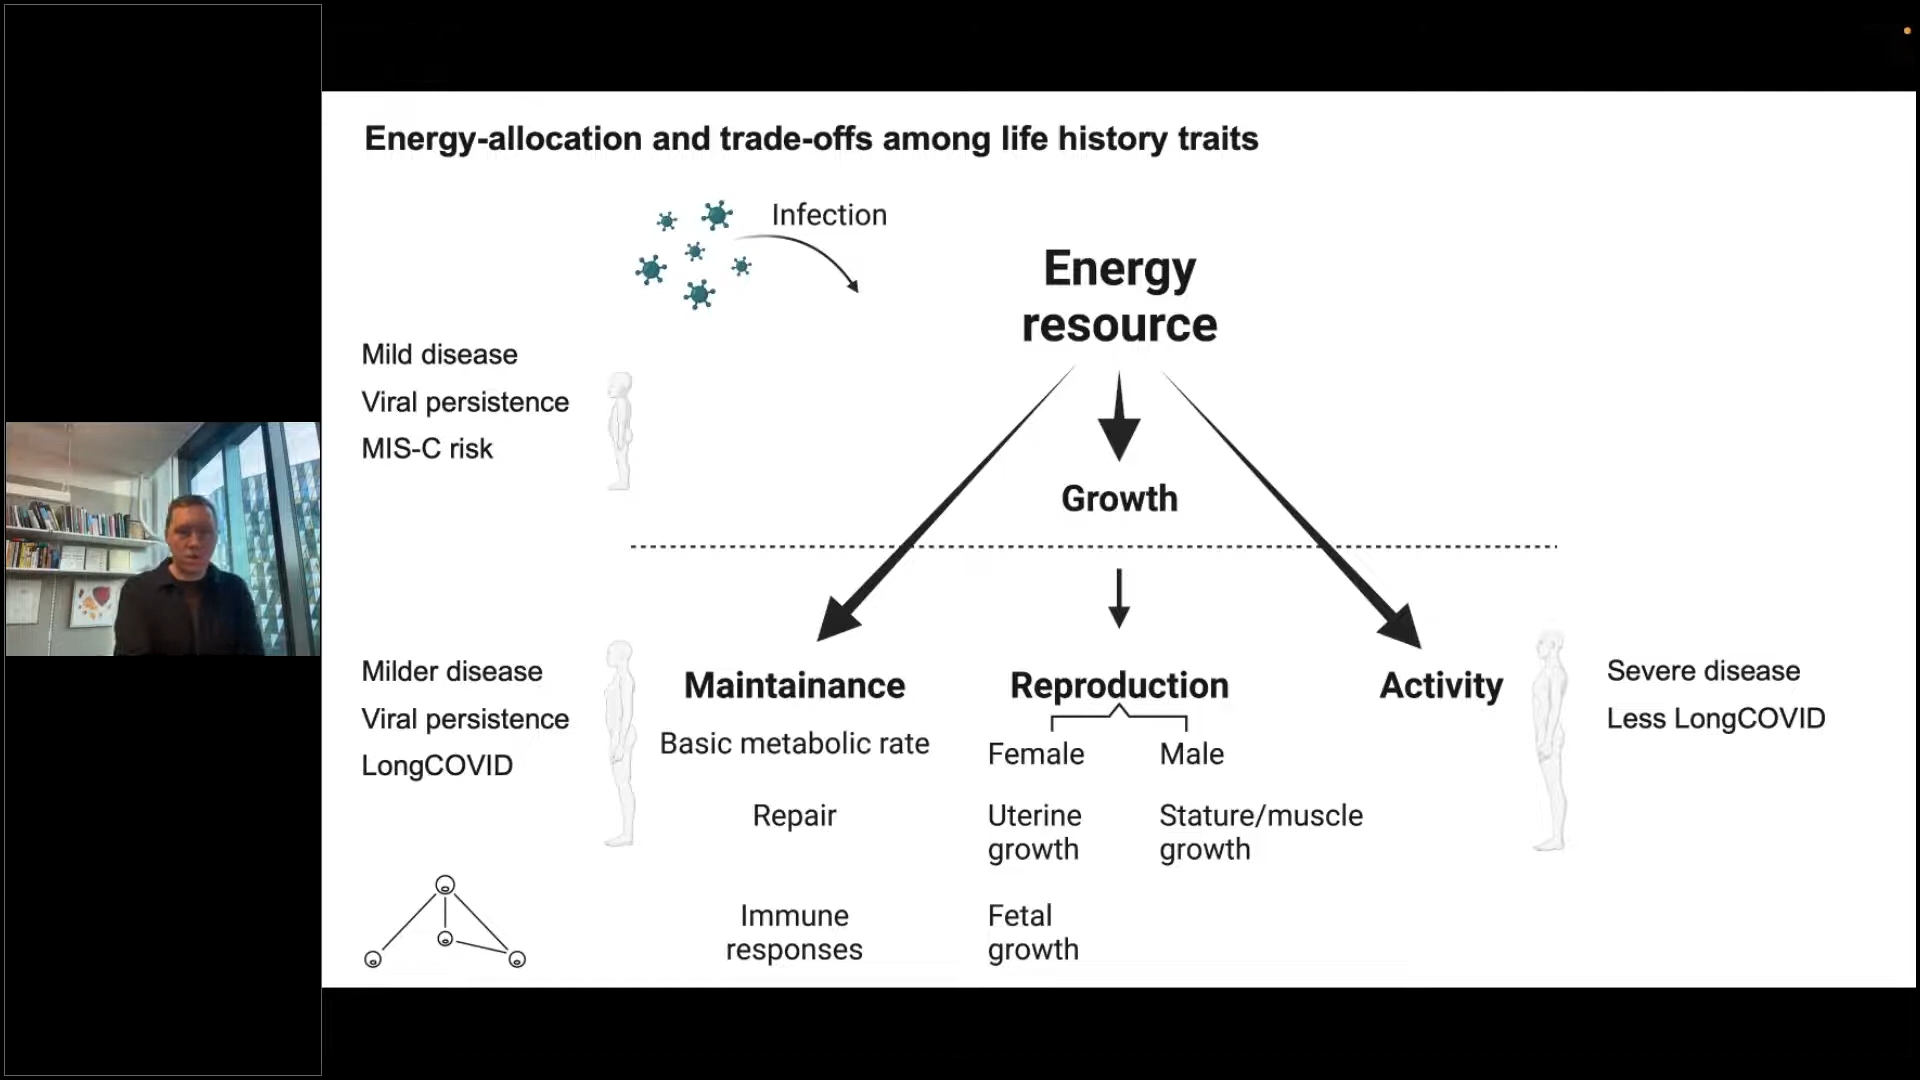 Energy-allocation and trade-offs among life history traits
Infection
Energy
resource
Mild disease
Viral persistence
MIS-C risk
Growth
Milder disease
Viral persistence
LongCOVID
Maintainance
Basic metabolic rate
Repair
Immune
responses
Reproduction
Female
Uterine
growth
Fetal
growth
Male
Stature/muscle
growth
Activity
Severe disease
Less LongCOVID